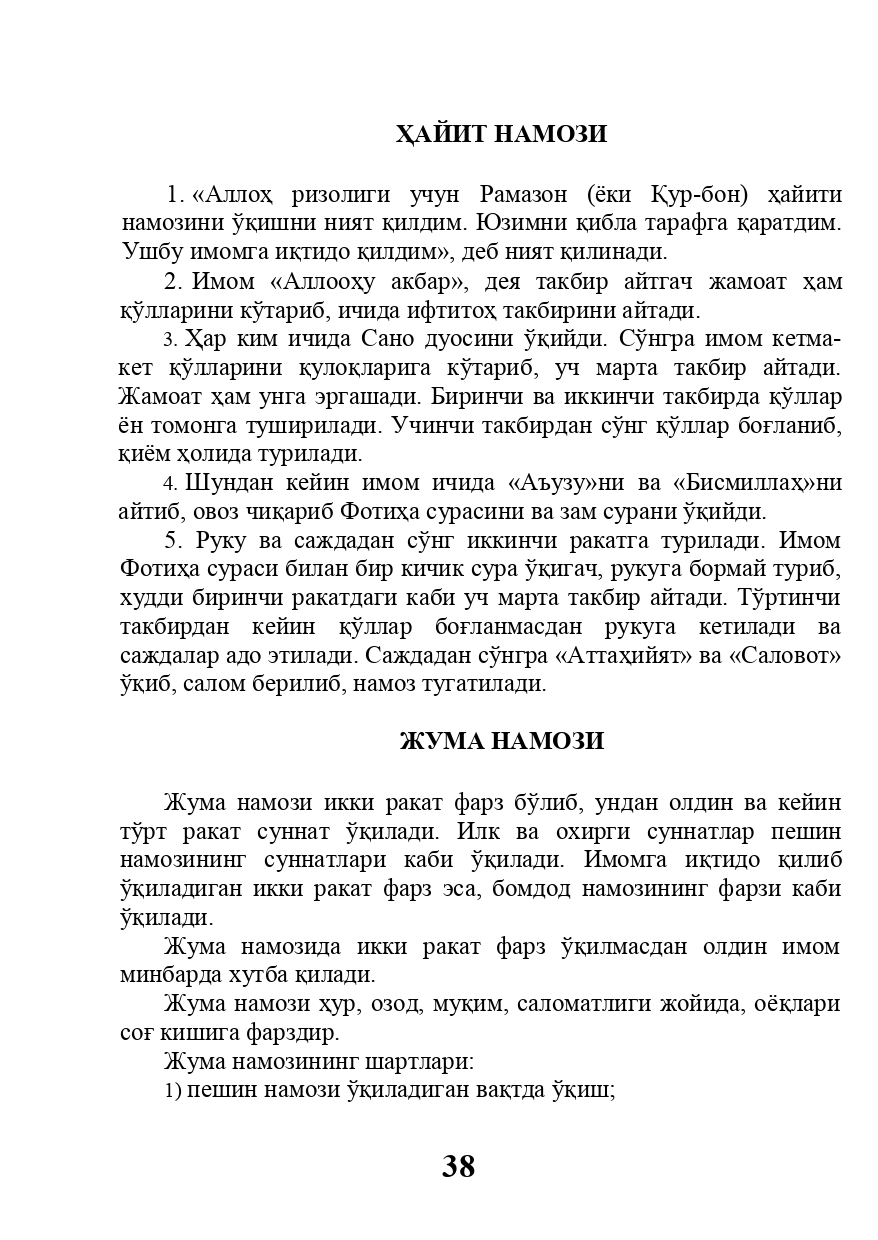 ҲАЙИТ НАМОЗИ
1. «Аллоҳ ризолиги учун Рамазон (ёки Қур-бон) ҳайити
намозини ўқишни ният қилдим. Юзимни қибла тарафга қаратдим.
Ушбу имомга иқтидо қилдим», деб ният қилинади.
2. Имом «Аллооҳу акбар», дея такбир айтгач жамоат ҳам
қўлларини кўтариб, ичида ифтитоҳ такбирини айтади.
3. Ҳар ким ичида Сано дуосини ўқийди. Сўнгра имом кетма-
кет қўлларини қулоқларига кўтариб, уч марта такбир айтади.
Жамоат ҳам унга эргашади. Биринчи ва иккинчи такбирда қўллар
ён томонга туширилади. Учинчи такбирдан сўнг қўллар боғланиб,
қиём ҳолида турилади.
4. Шундан кейин имом ичида «Аъузу»ни ва «Бисмиллаҳ»ни
айтиб, овоз чиқариб Фотиҳа сурасини ва зам сурани ўқийди.
5. Руку ва саждадан сўнг иккинчи ракатга турилади. Имом
Фотиҳа сураси билан бир кичик сура ўқигач, рукуга бормай туриб,
худди биринчи ракатдаги каби уч марта такбир айтади. Тўртинчи
такбирдан кейин қўллар боғланмасдан рукуга кетилади ва
саждалар адо этилади. Саждадан сўнгра «Аттаҳийят» ва «Саловот»
ўқиб, салом берилиб, намоз тугатилади.
ЖУМА НАМОЗИ
Жума намози икки ракат фарз бўлиб, ундан олдин ва кейин
тўрт ракат суннат ўқилади. Илк ва охирги суннатлар пешин
намозининг суннатлари каби ўқилади. Имомга иқтидо қилиб
ўқиладиган икки ракат фарз эса, бомдод намозининг фарзи каби
ўқилади.
Жума намозида икки ракат фарз ўқилмасдан олдин имом
минбарда хутба қилади.
Жума намози ҳур, озод, муқим, саломатлиги жойида, оёқлари
соғ кишига фарздир.
Жума намозининг шартлари:
1) пешин намози ўқиладиган вақтда ўқиш;
38